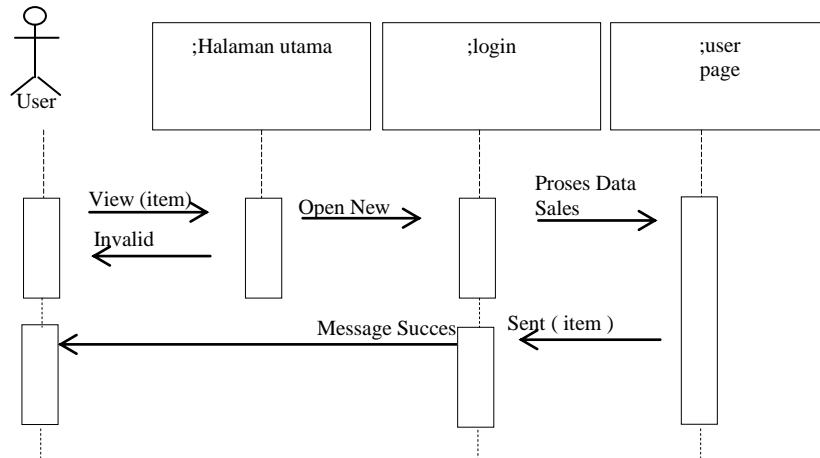 ;Halaman utama
;login
;user
page
User
View (item)
Open New
Proses Data
Sales
Invalid
Message Succes
Sent ( item )